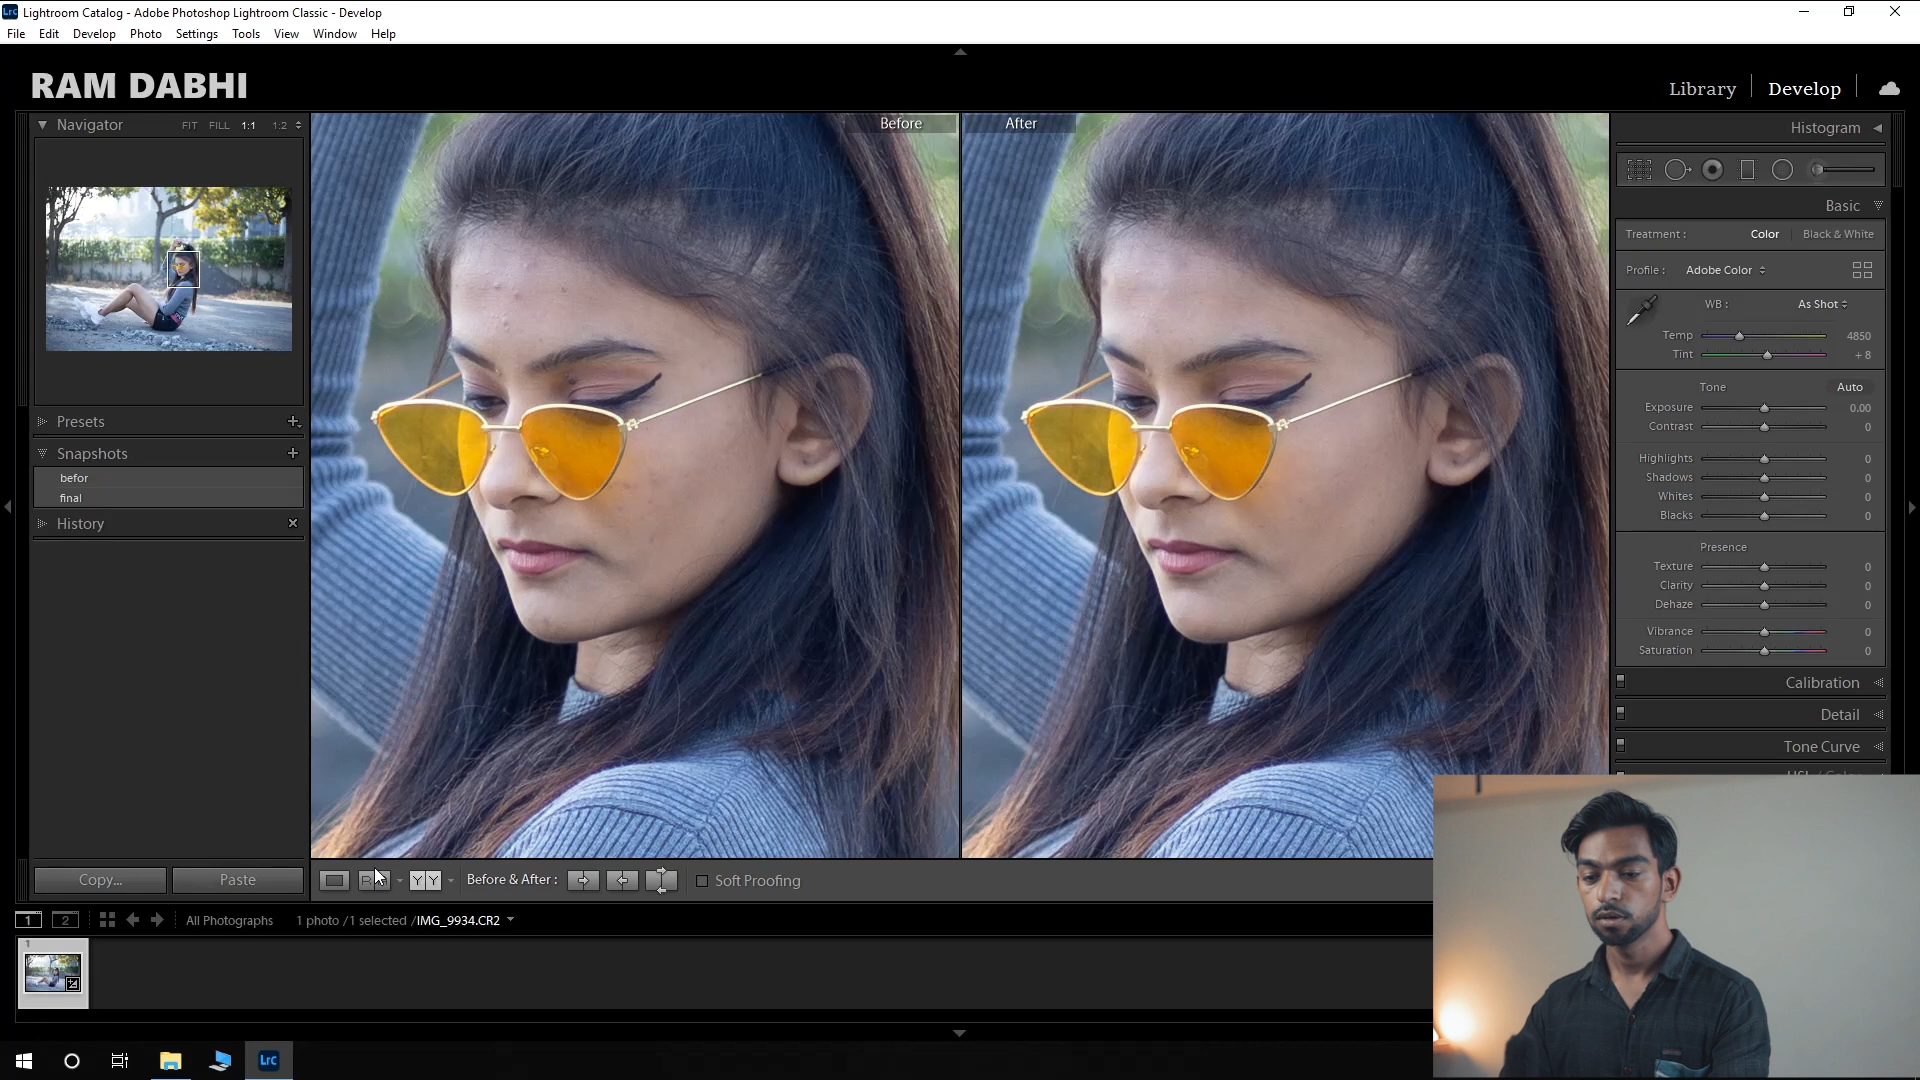 Lightroom Catalog - Adobe Photoshop Lightroom Classic - Develop
File Edit Develop Photo Settings Tools View Window Help
RAM DABHI
Library Develop
Navigator FIT FILL 1:1 1:2
Presets
Snapshots
befor
final
History
Copy... Paste
Before After
Before & After : Soft Proofing
Histogram
Basic
Treatment : Color Black & White
Profile : Adobe Color
WB : As Shot
Temp 4850
Tint + 8
Tone Auto
Exposure 0.00
Contrast 0
Highlights 0
Shadows 0
Whites 0
Blacks 0
Presence
Texture 0
Clarity 0
Dehaze 0
Vibrance 0
Saturation 0
Calibration
Detail
Tone Curve
1 2 All Photographs 1 photo / 1 selected / IMG_9934.CR2
1
Lrc